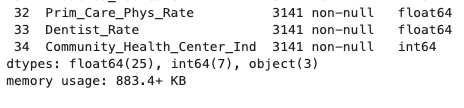 32 Prim_Care_Phys_Rate 3141 non-null float64
33 Dentist_Rate 3141 non-null float64
34 Community_Health_Center_Ind 3141 non-null int64
dtypes: float64(25), int64(7), object(3)
memory usage: 883.4+ KB